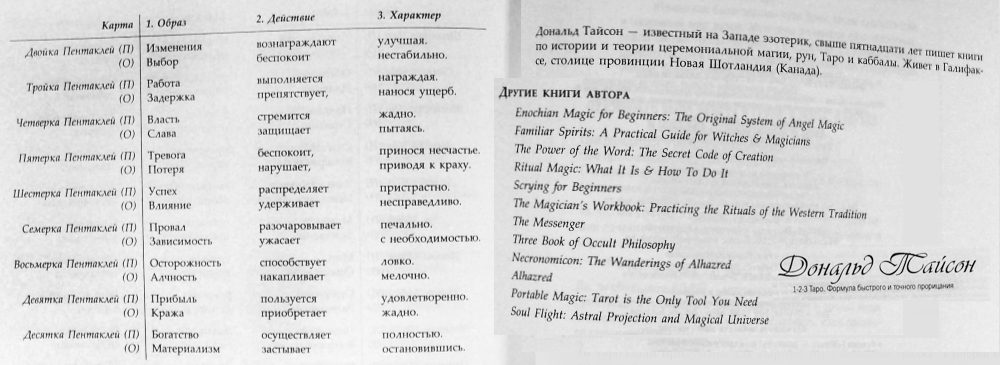 Карта 1. Образ 2. Действие 3. Характер
Двойка Пентаклей (П) Изменения вознаграждают улучшая.
(О) Выбор беспокоит нестабильно.
Тройка Пентаклей (П) Работа выполняется награждая.
(О) Задержка препятствует, нанося ущерб.
Четверка Пентаклей (П) Власть стремится жадно.
(О) Слава защищает пытаясь.
Пятерка Пентаклей (П) Тревога беспокоит, принося несчастье.
(О) Потеря нарушает, приводя к краху.
Шестерка Пентаклей (П) Успех распределяет пристрастно.
(О) Влияние удерживает несправедливо.
Семерка Пентаклей (П) Провал разочаровывает печально.
(О) Зависимость ужасает с необходимостью.
Восьмерка Пентаклей (П) Осторожность способствует ловко.
(О) Алчность накапливает мелочно.
Девятка Пентаклей (П) Прибыль пользуется удовлетворенно.
(О) Кража приобретает жадно.
Десятка Пентаклей (П) Богатство осуществляет полностью.
(О) Материализм застывает остановившись.
Дональд Тайсон — известный на Западе эзотерик, свыше пятнадцати лет пишет книги
по истории и теории церемониальной магии, рун, Таро и каббалы. Живет в Галифак-
се, столице провинции Новая Шотландия (Канада).
Другие книги автора
Enochian Magic for Beginners: The Original System of Angel Magic
Familiar Spirits: A Practical Guide for Witches & Magicians
The Power of the Word: The Secret Code of Creation
Ritual Magic: What It Is & How To Do It
Scrying for Beginners
The Magician's Workbook: Practicing the Rituals of the Western Tradition
The Messenger
Three Book of Occult Philosophy
Necronomicon: The Wanderings of Alhazred
Alhazred
Portable Magic: Tarot is the Only Tool You Need
Soul Flight: Astral Projection and Magical Universe
Дональд Тайсон
1-2-3 Таро. Формула быстрого и точного прорицания.